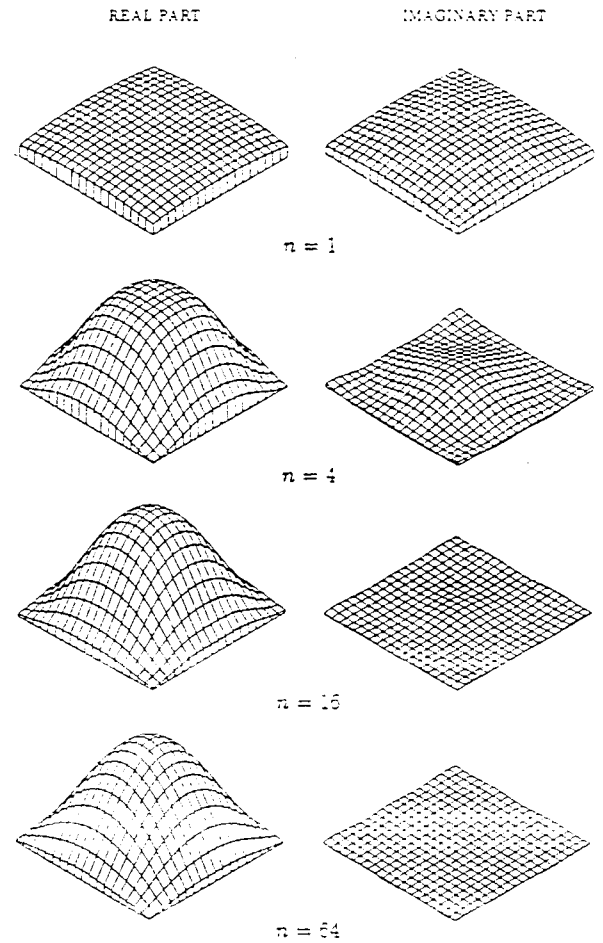 REAL PART IMAGINARY PART
n = 1
n = 4
n = 16
n = 64